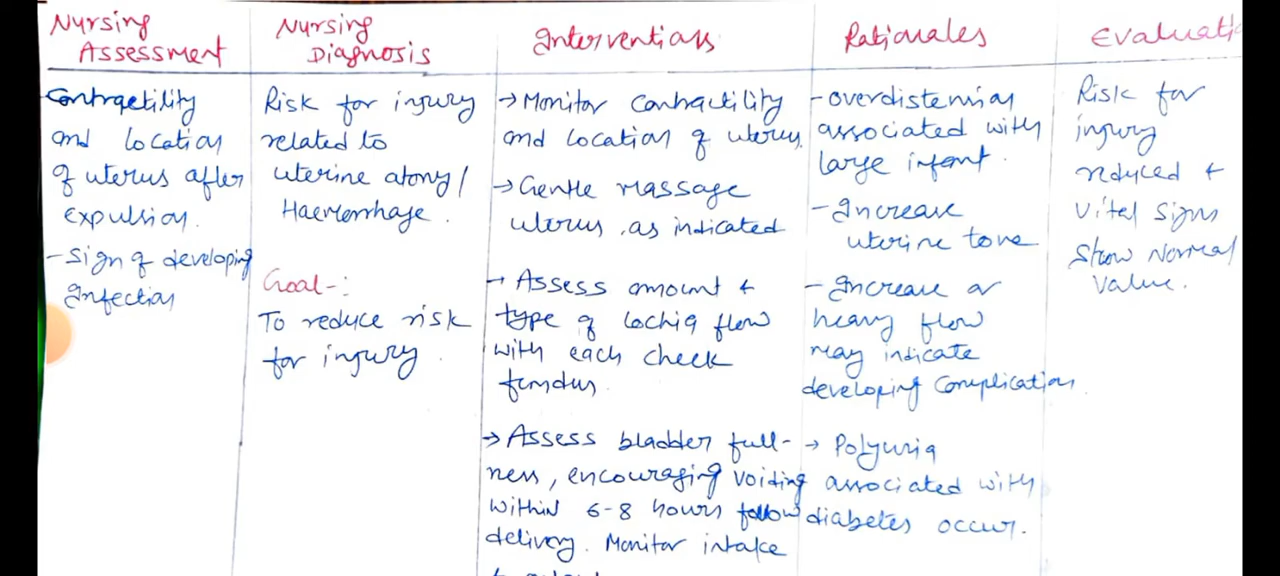 Nursing
Assessment
Contractility
and location
of uterus after
expulsion.
- Sign of developing
Infection
Nursing
Diagnosis
Risk for injury
related to
uterine atony/
Haemorrhage.
Goal-:
To reduce risk
for injury.
Interventions
→ Monitor contractility
and location of uterus.
→ Gentle massage
uterus, as indicated
→ Assess amount &
type of lochia flow
with each check
fundus.
→ Assess bladder full-
ness, encouraging voiding
within 6-8 hours follow
delivery. Monitor intake
Rationales
- overdistension
associated with
large infant.
- Increase
uterine tone
- Increase or
heavy flow
may indicate
developing complication
→ Polyuria
associated with
diabetes occur.
Evaluati
Risk for
injury
reduced &
vital signs
show normal
value.